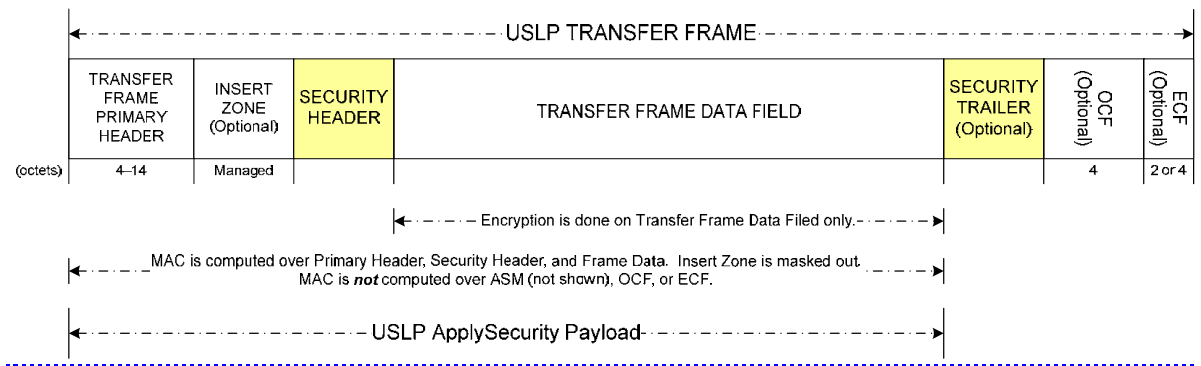 USLP TRANSFER FRAME
TRANSFER
FRAME
PRIMARY
HEADER
INSERT
ZONE
(Optional)
SECURITY
HEADER
TRANSFER FRAME DATA FIELD
SECURITY
TRAILER
(Optional)
OCF
(Optional)
ECF
(Optional)
(octets)
4–14
Managed
4
2 or 4
Encryption is done on Transfer Frame Data Filed only.
MAC is computed over Primary Header, Security Header, and Frame Data. Insert Zone is masked out.
MAC is not computed over ASM (not shown), OCF, or ECF.
USLP ApplySecurity Payload